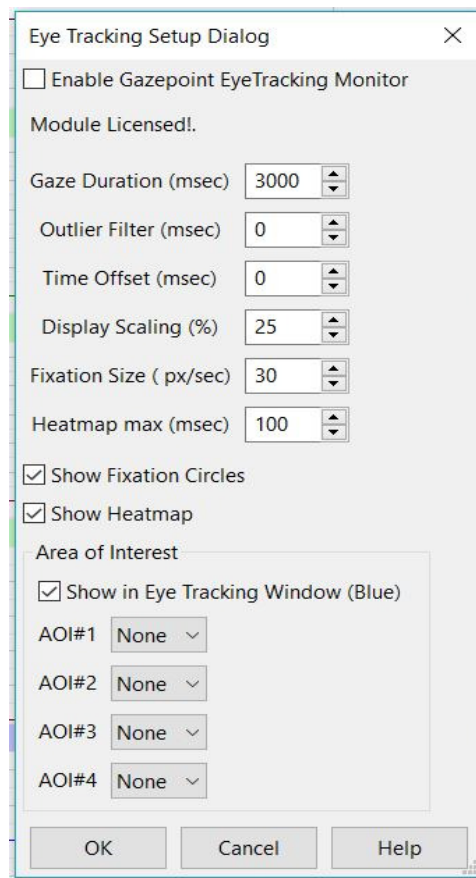 Eye Tracking Setup Dialog
Enable Gazepoint EyeTracking Monitor
Module Licensed!.
Gaze Duration (msec) 3000
Outlier Filter (msec) 0
Time Offset (msec) 0
Display Scaling (%) 25
Fixation Size ( px/sec) 30
Heatmap max (msec) 100
Show Fixation Circles
Show Heatmap
Area of Interest
Show in Eye Tracking Window (Blue)
AOI#1 None
AOI#2 None
AOI#3 None
AOI#4 None
OK Cancel Help